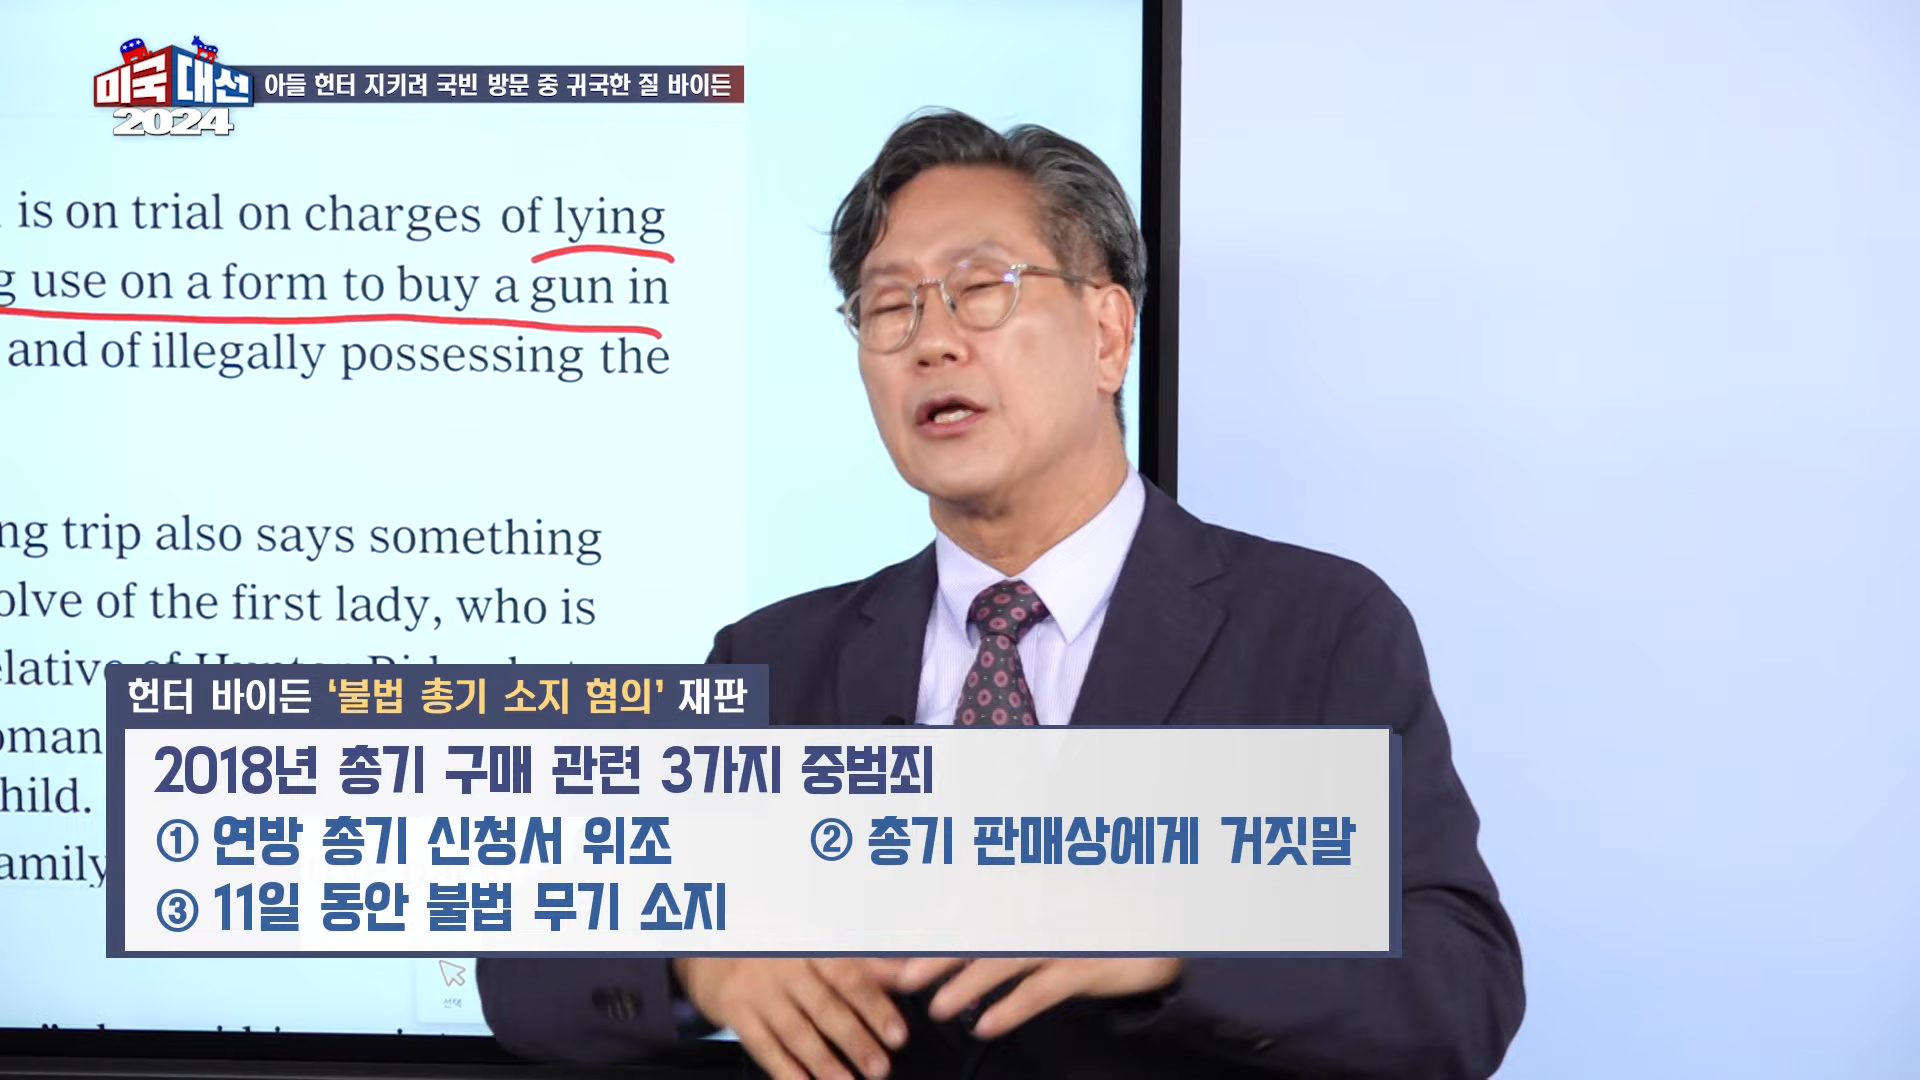 미국 대선
2024
아들 헌터 지키려 국빈 방문 중 귀국한 질 바이든
is on trial on charges of lying
use on a form to buy a gun in
and of illegally possessing the
trip also says something
of the first lady, who is
of Hunter
헌터 바이든 ‘불법 총기 소지 혐의’ 재판
2018년 총기 구매 관련 3가지 중범죄
① 연방 총기 신청서 위조 ② 총기 판매상에게 거짓말
③ 11일 동안 불법 무기 소지
선택